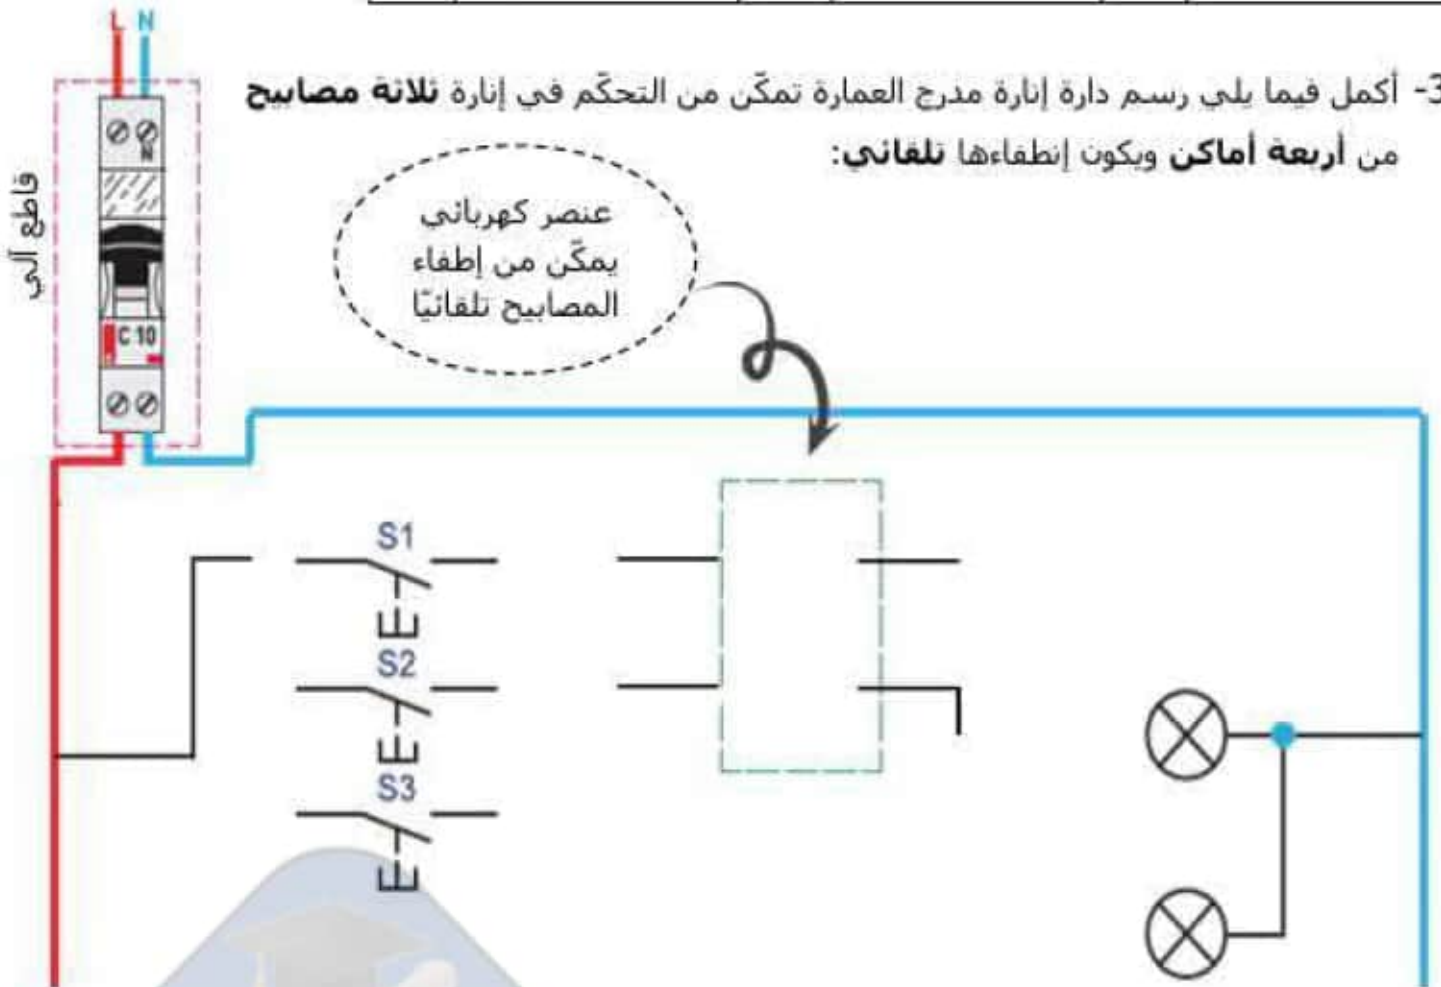 L N
3- أكمل فيما يلي رسم دارة إنارة مدرج العمارة تمكّن من التحكّم في إنارة ثلاثة مصابيح
من أربعة أماكن ويكون إنطفاءها تلقائي:
عنصر كهربائي
يمكّن من إطفاء
المصابيح تلقائيّا
قاطع آلي
N
C 10
S1
S2
S3